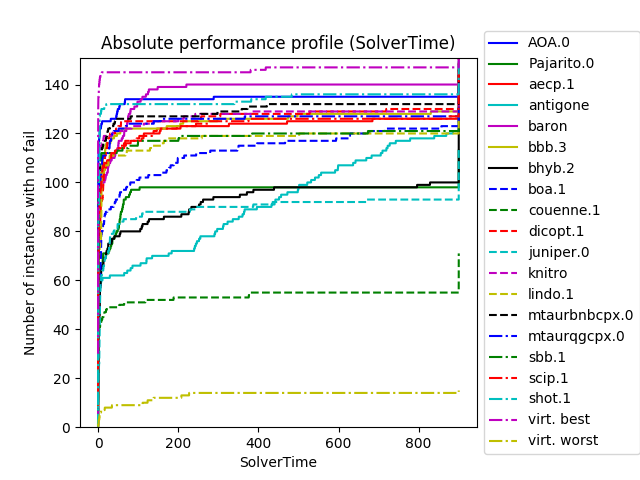 Absolute performance profile (SolverTime)
Number of instances with no fail
140
120
100
80
60
40
20
0
0 200 400 600 800
SolverTime
AOA.0
Pajarito.0
aecp.1
antigone
baron
bbb.3
bhyb.2
boa.1
couenne.1
dicopt.1
juniper.0
knitro
lindo.1
mtaurbnbcpx.0
mtaurqgcpx.0
sbb.1
scip.1
shot.1
virt. best
virt. worst